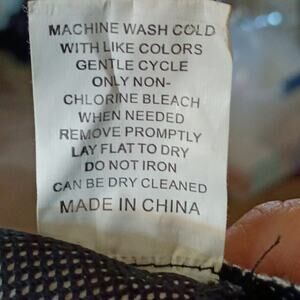 MACHINE WASH COLD
WITH LIKE COLORS
GENTLE CYCLE
ONLY NON-
CHLORINE BLEACH
WHEN NEEDED
REMOVE PROMPTLY
LAY FLAT TO DRY
DO NOT IRON
CAN BE DRY CLEANED
MADE IN CHINA